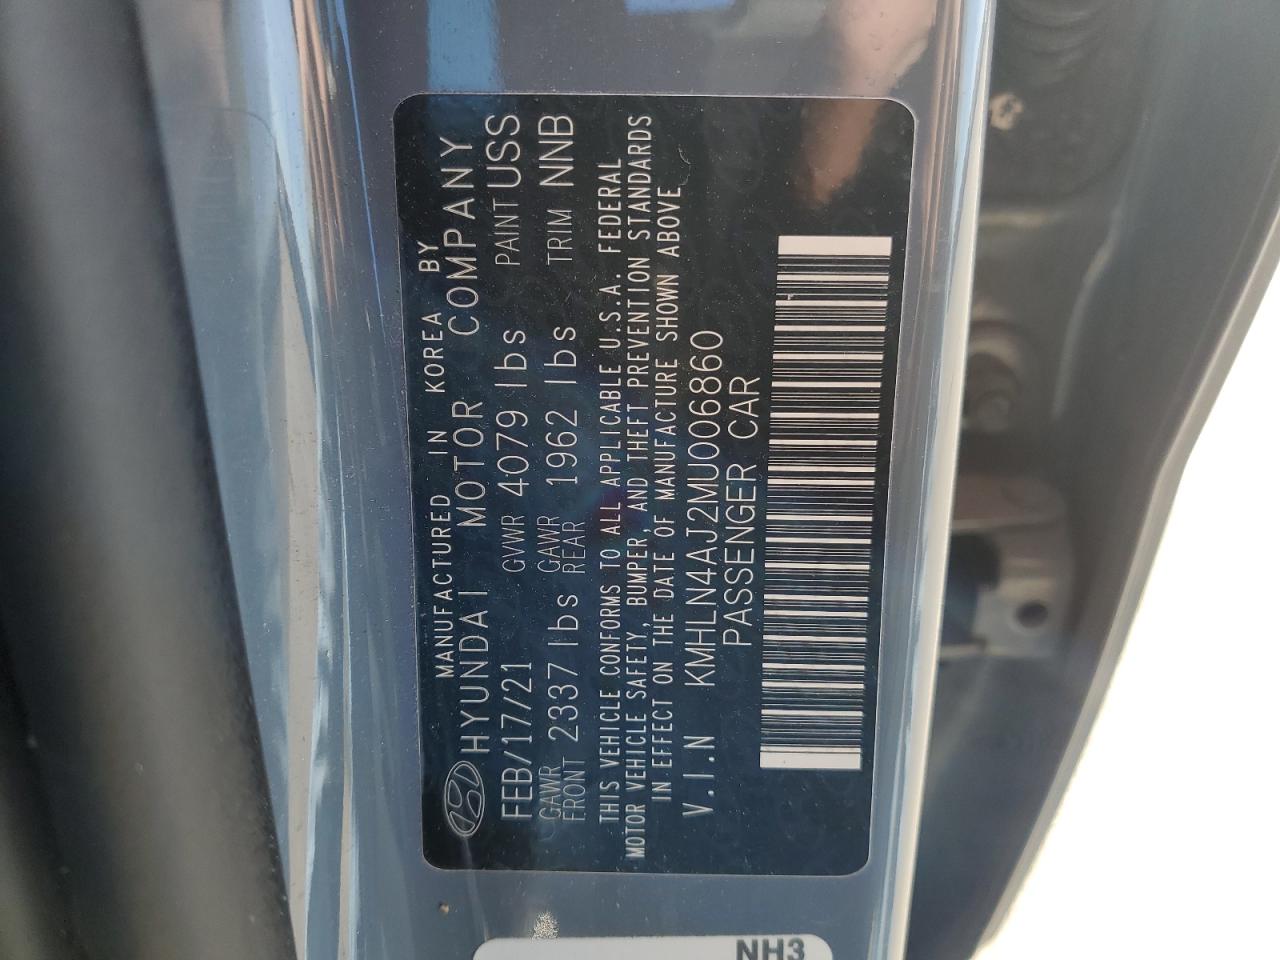 MANUFACTURED IN KOREA BY
HYUNDAI MOTOR COMPANY
FEB/17/21 GVWR 4079 lbs PAINT USS
GAWR FRONT 2337 lbs GAWR REAR 1962 lbs TRIM NNB
THIS VEHICLE CONFORMS TO ALL APPLICABLE U.S.A. FEDERAL
MOTOR VEHICLE SAFETY, BUMPER, AND THEFT PREVENTION STANDARDS
IN EFFECT ON THE DATE OF MANUFACTURE SHOWN ABOVE
V.I.N KMHLN4AJ2MU006860
PASSENGER CAR
NH3